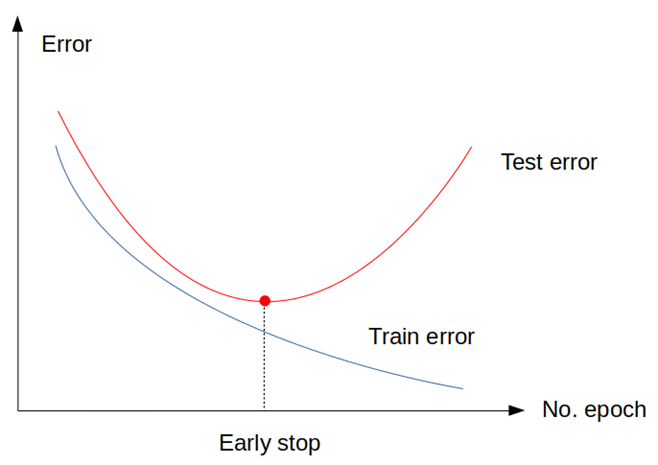 Error
Test error
Train error
No. epoch
Early stop